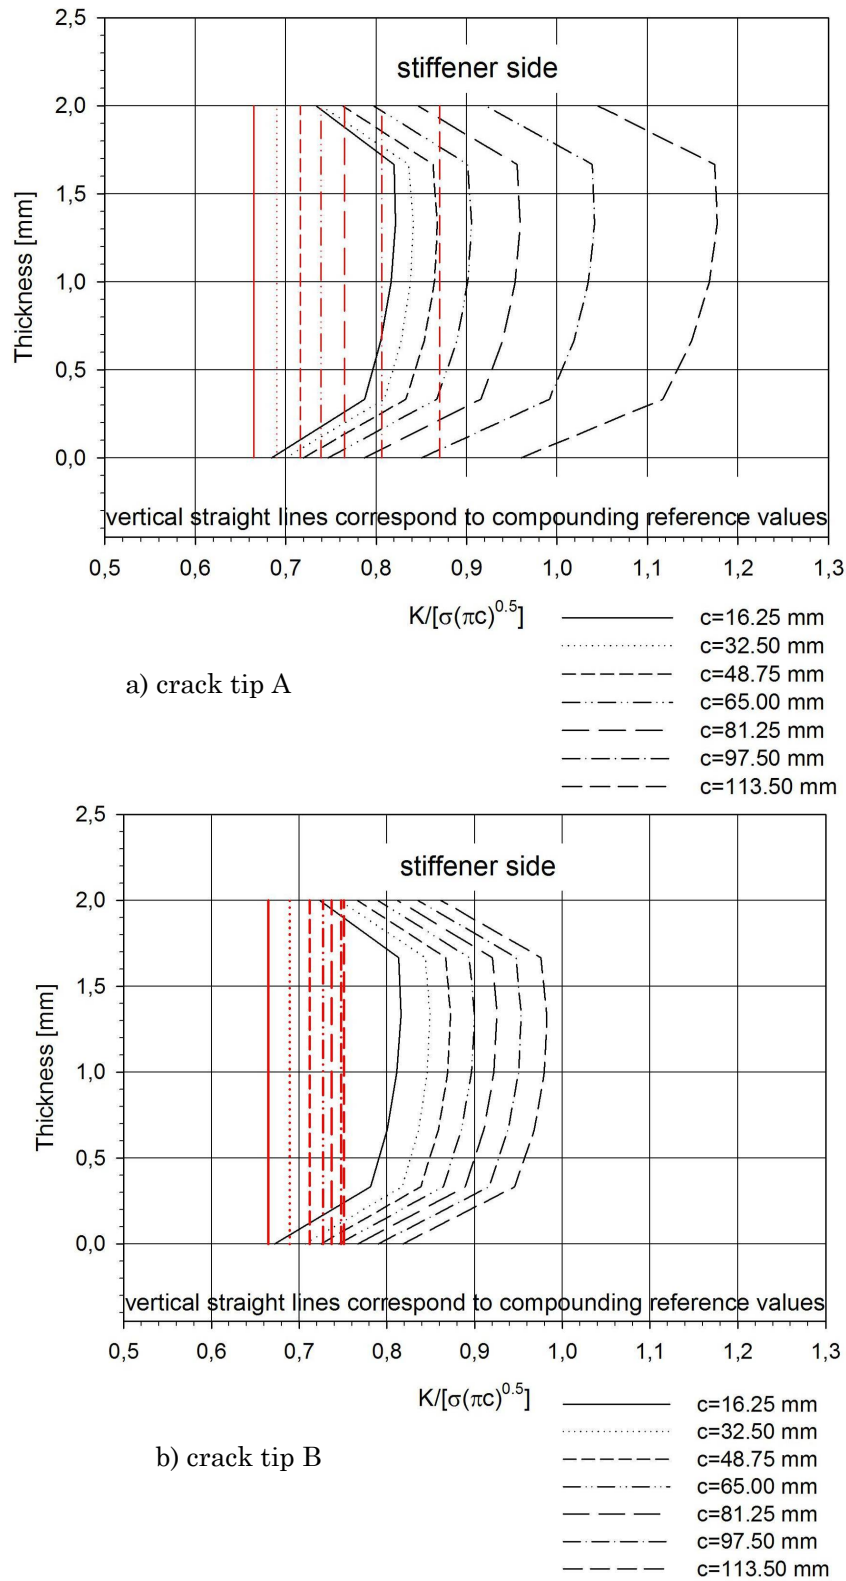 2,5
stiffener side
2,0
1,5
Thickness [mm]
1,0
0,5
0,0
vertical straight lines correspond to compounding reference values
0,5 0,6 0,7 0,8 0,9 1,0 1,1 1,2 1,3
K/[σ(πc)^0.5]
c=16.25 mm
c=32.50 mm
c=48.75 mm
c=65.00 mm
c=81.25 mm
c=97.50 mm
c=113.50 mm
a) crack tip A
2,5
stiffener side
2,0
1,5
Thickness [mm]
1,0
0,5
0,0
vertical straight lines correspond to compounding reference values
0,5 0,6 0,7 0,8 0,9 1,0 1,1 1,2 1,3
K/[σ(πc)^0.5]
c=16.25 mm
c=32.50 mm
c=48.75 mm
c=65.00 mm
c=81.25 mm
c=97.50 mm
c=113.50 mm
b) crack tip B